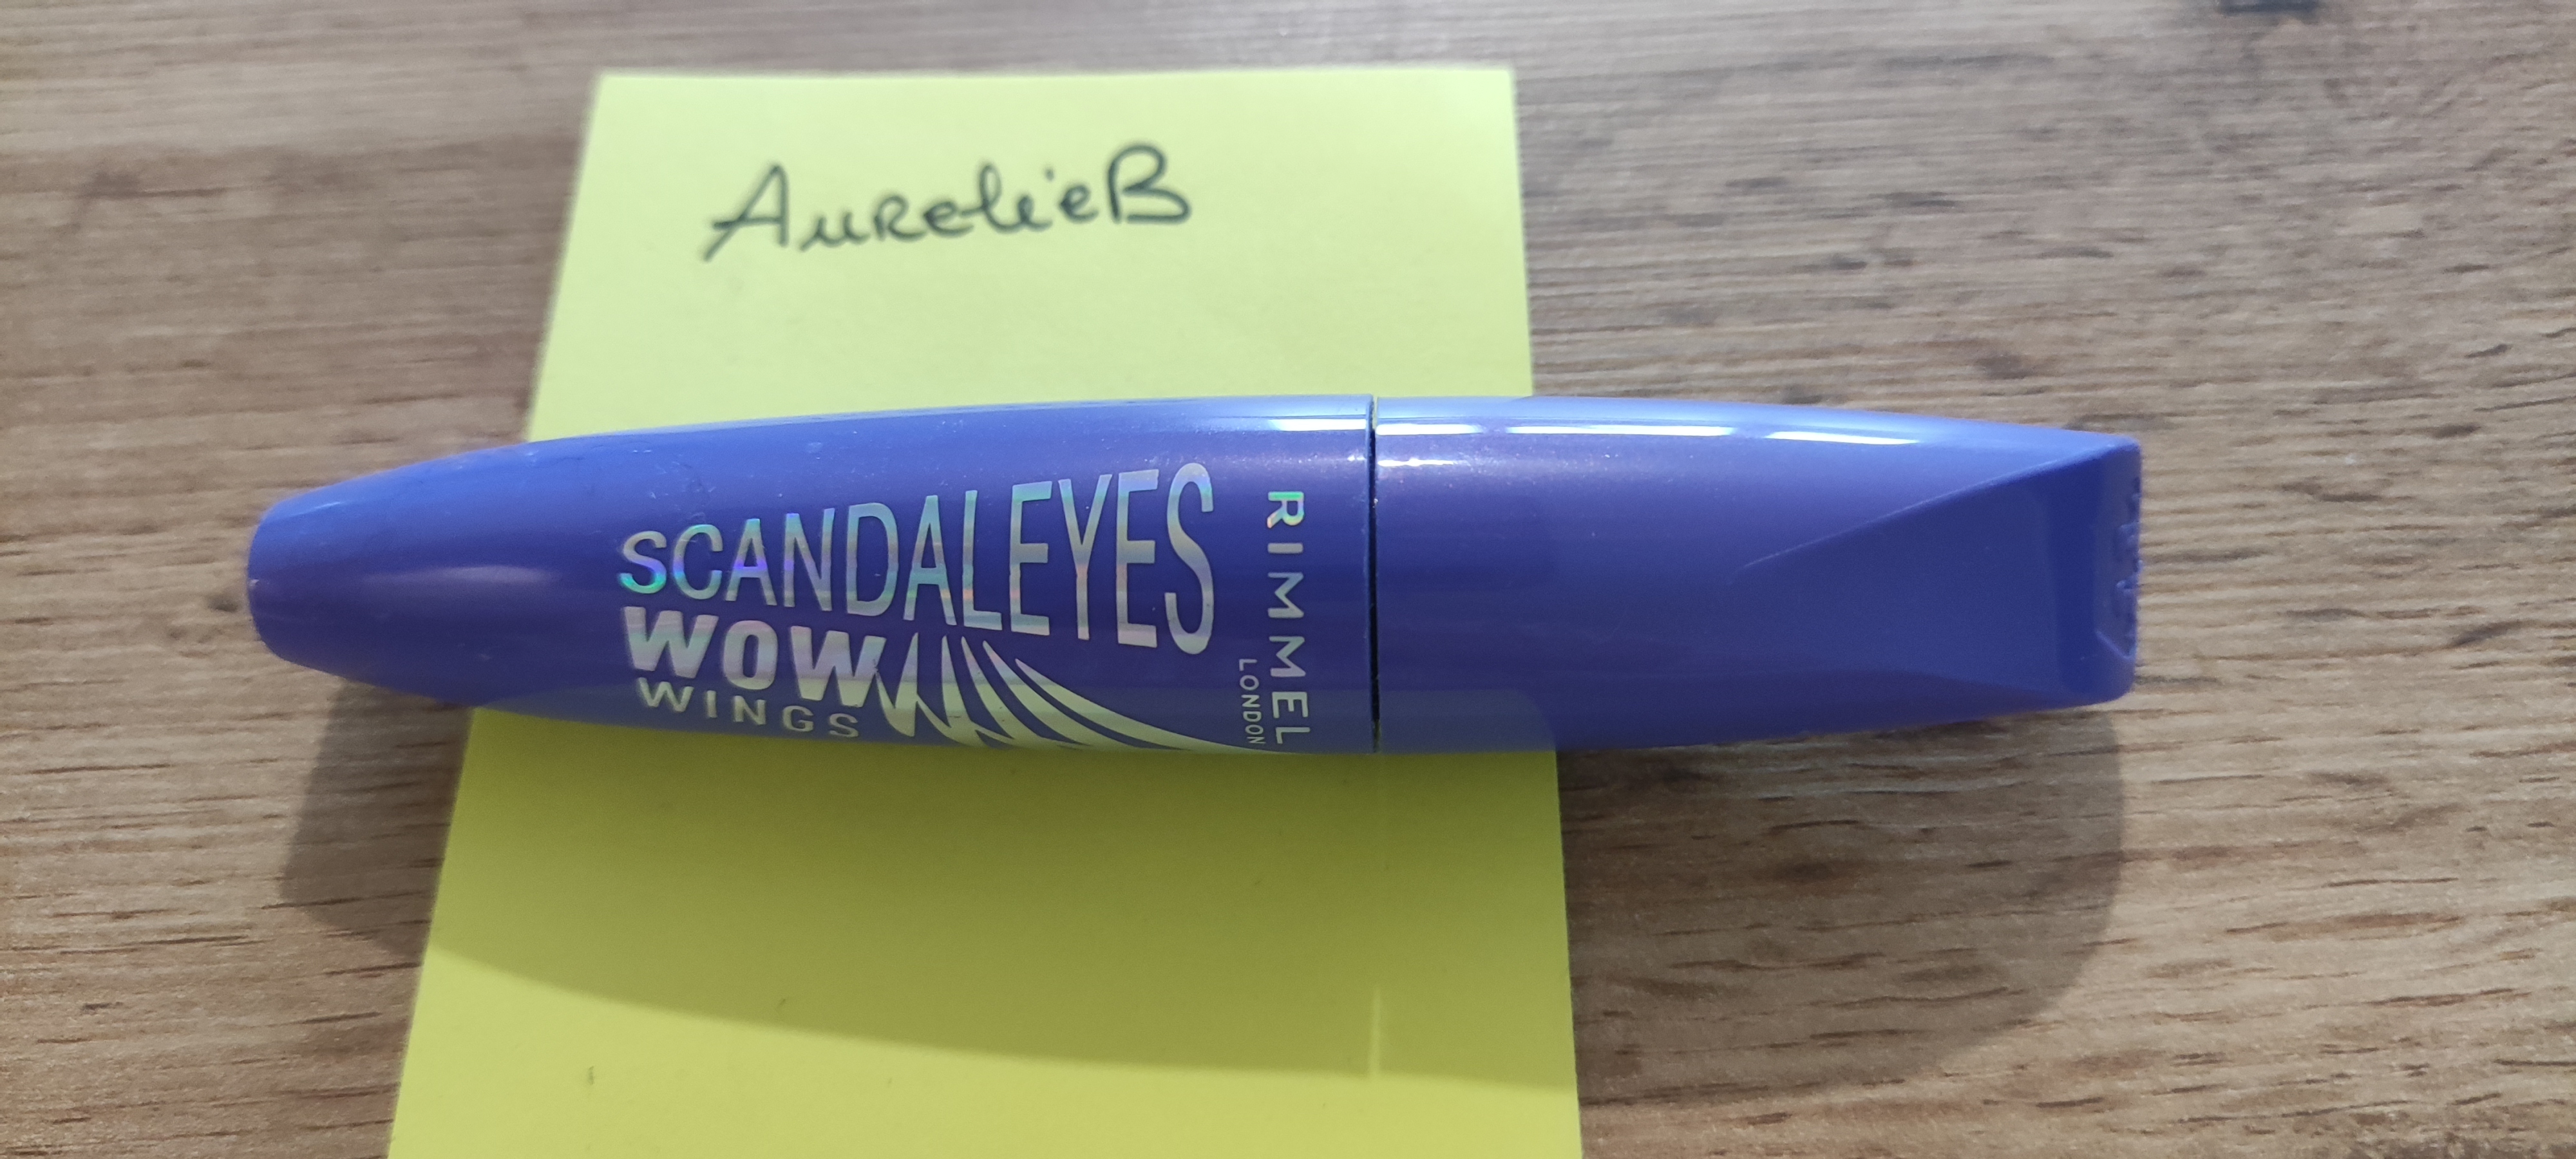 AurelieB
SCANDALEYES
WOW
WINGS
RIMMEL
LONDON